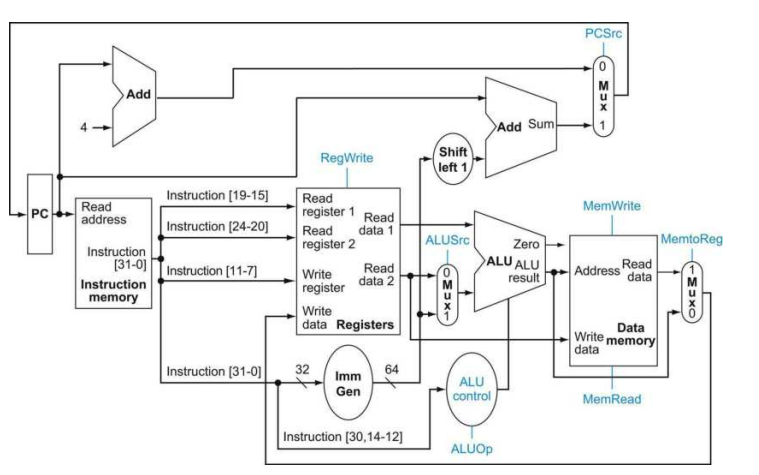 PCSrc
0
M
u
x
1
Add
4
Add Sum
Shift
left 1
RegWrite
PC
Read
address
Instruction
[31-0]
Instruction
memory
Instruction [19-15]
Instruction [24-20]
Instruction [11-7]
Read
register 1
Read
data 1
Read
register 2
Write
register
Read
data 2
Write
data
Registers
ALUSrc
0
M
u
x
1
Zero
ALU
ALU
result
MemWrite
Address
Read
data
Write
data
Data
memory
MemRead
MemtoReg
1
M
u
x
0
Instruction [31-0]
32
Imm
Gen
64
ALU
control
Instruction [30,14-12]
ALUOp